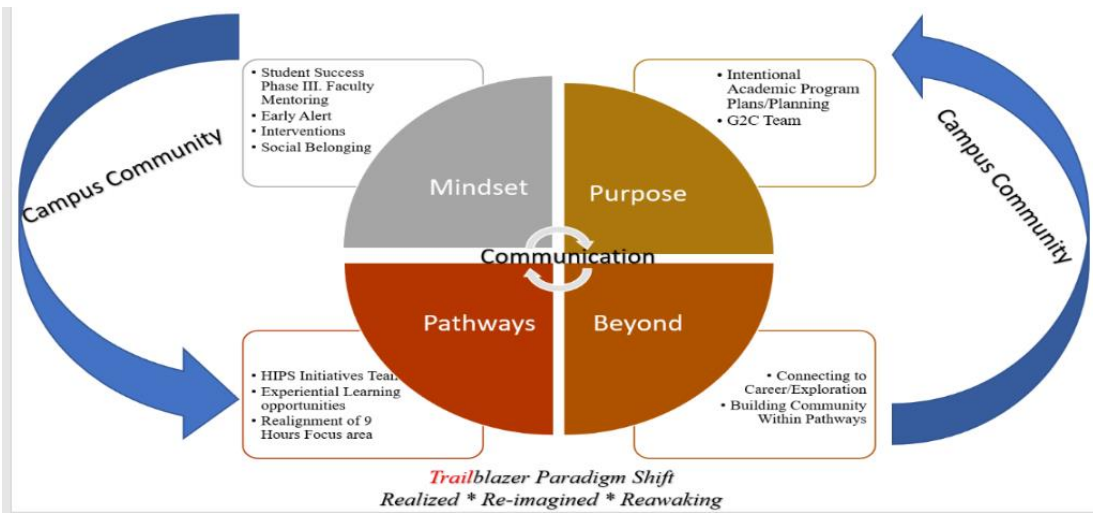 • Student Success
Phase III. Faculty
Mentoring
• Early Alert
• Interventions
• Social Belonging
• Intentional
Academic Program
Plans/Planning
• G2C Team
Campus Community
Campus Community
Mindset
Purpose
Communication
Pathways
Beyond
• HIPS Initiatives Team
• Experiential Learning
opportunities
• Realignment of 9
Hours Focus area
• Connecting to
Career/Exploration
• Building Community
Within Pathways
Trailblazer Paradigm Shift
Realized * Re-imagined * Reawaking